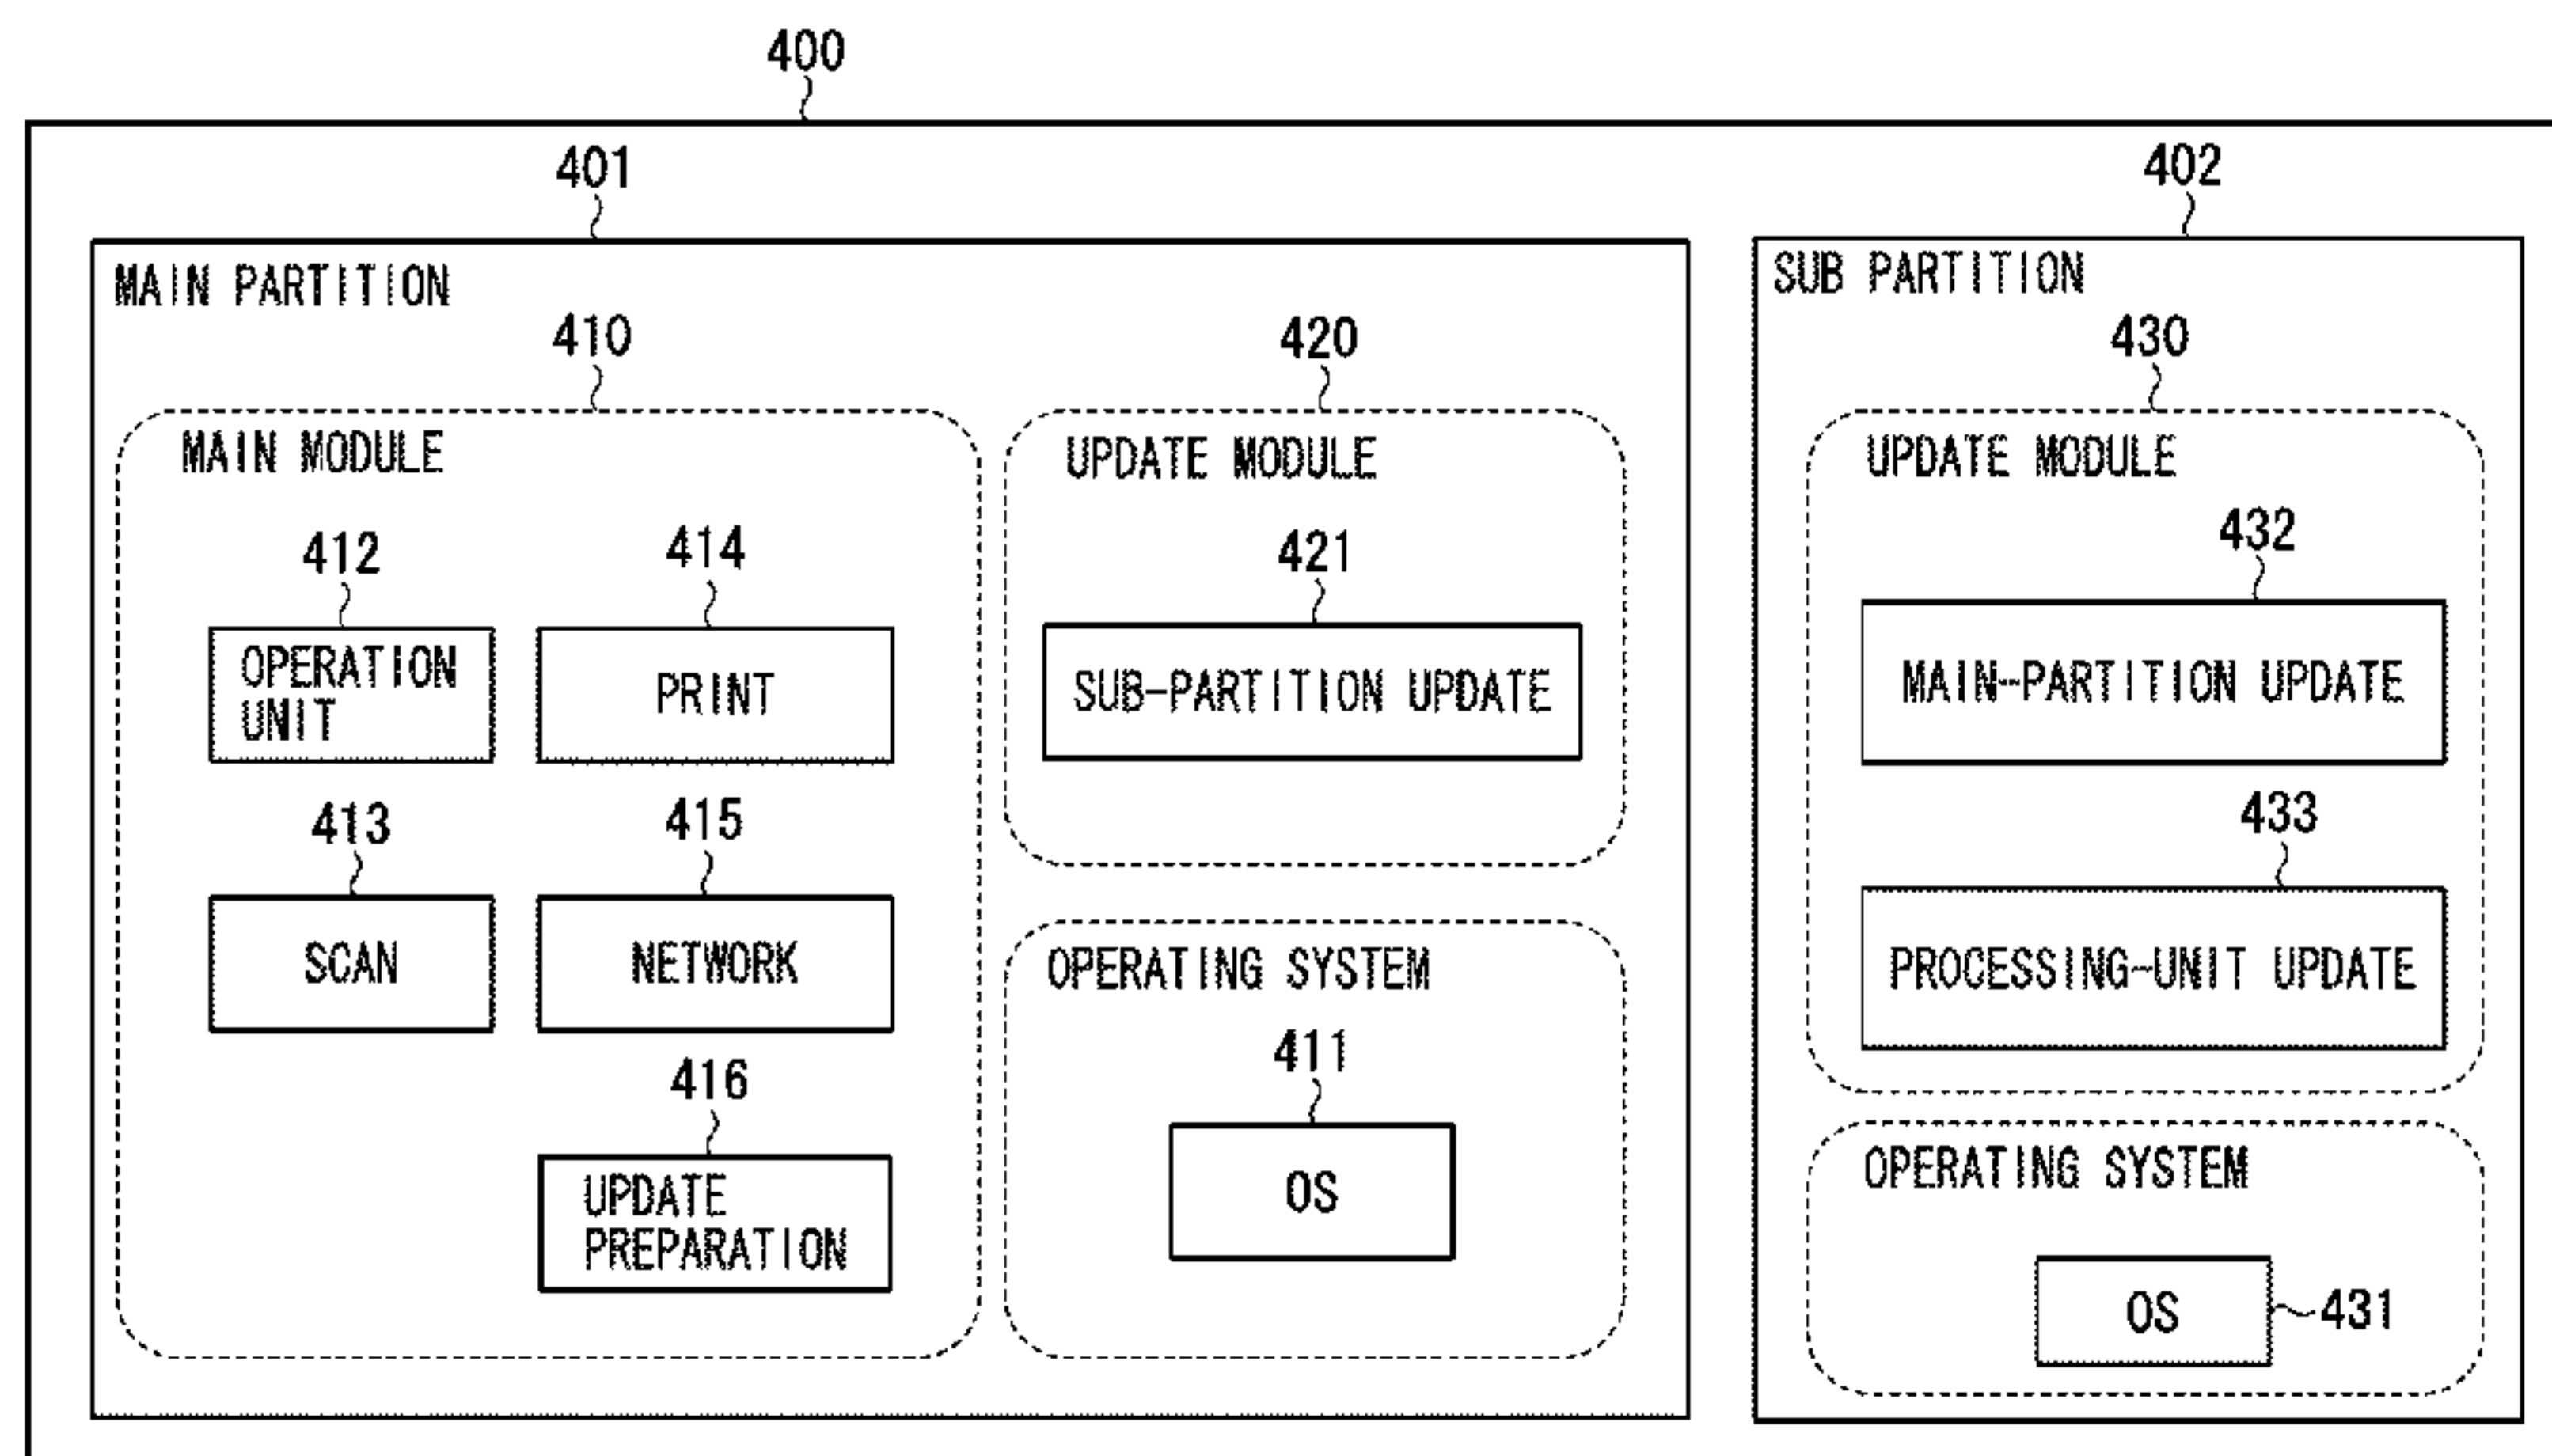 400
401
402
MAIN PARTITION
SUB PARTITION
410
420
430
MAIN MODULE
UPDATE MODULE
UPDATE MODULE
412
414
421
432
OPERATION
UNIT
PRINT
SUB-PARTITION UPDATE
MAIN-PARTITION UPDATE
413
415
433
SCAN
NETWORK
OPERATING SYSTEM
PROCESSING-UNIT UPDATE
416
411
UPDATE
PREPARATION
OS
OPERATING SYSTEM
OS
431